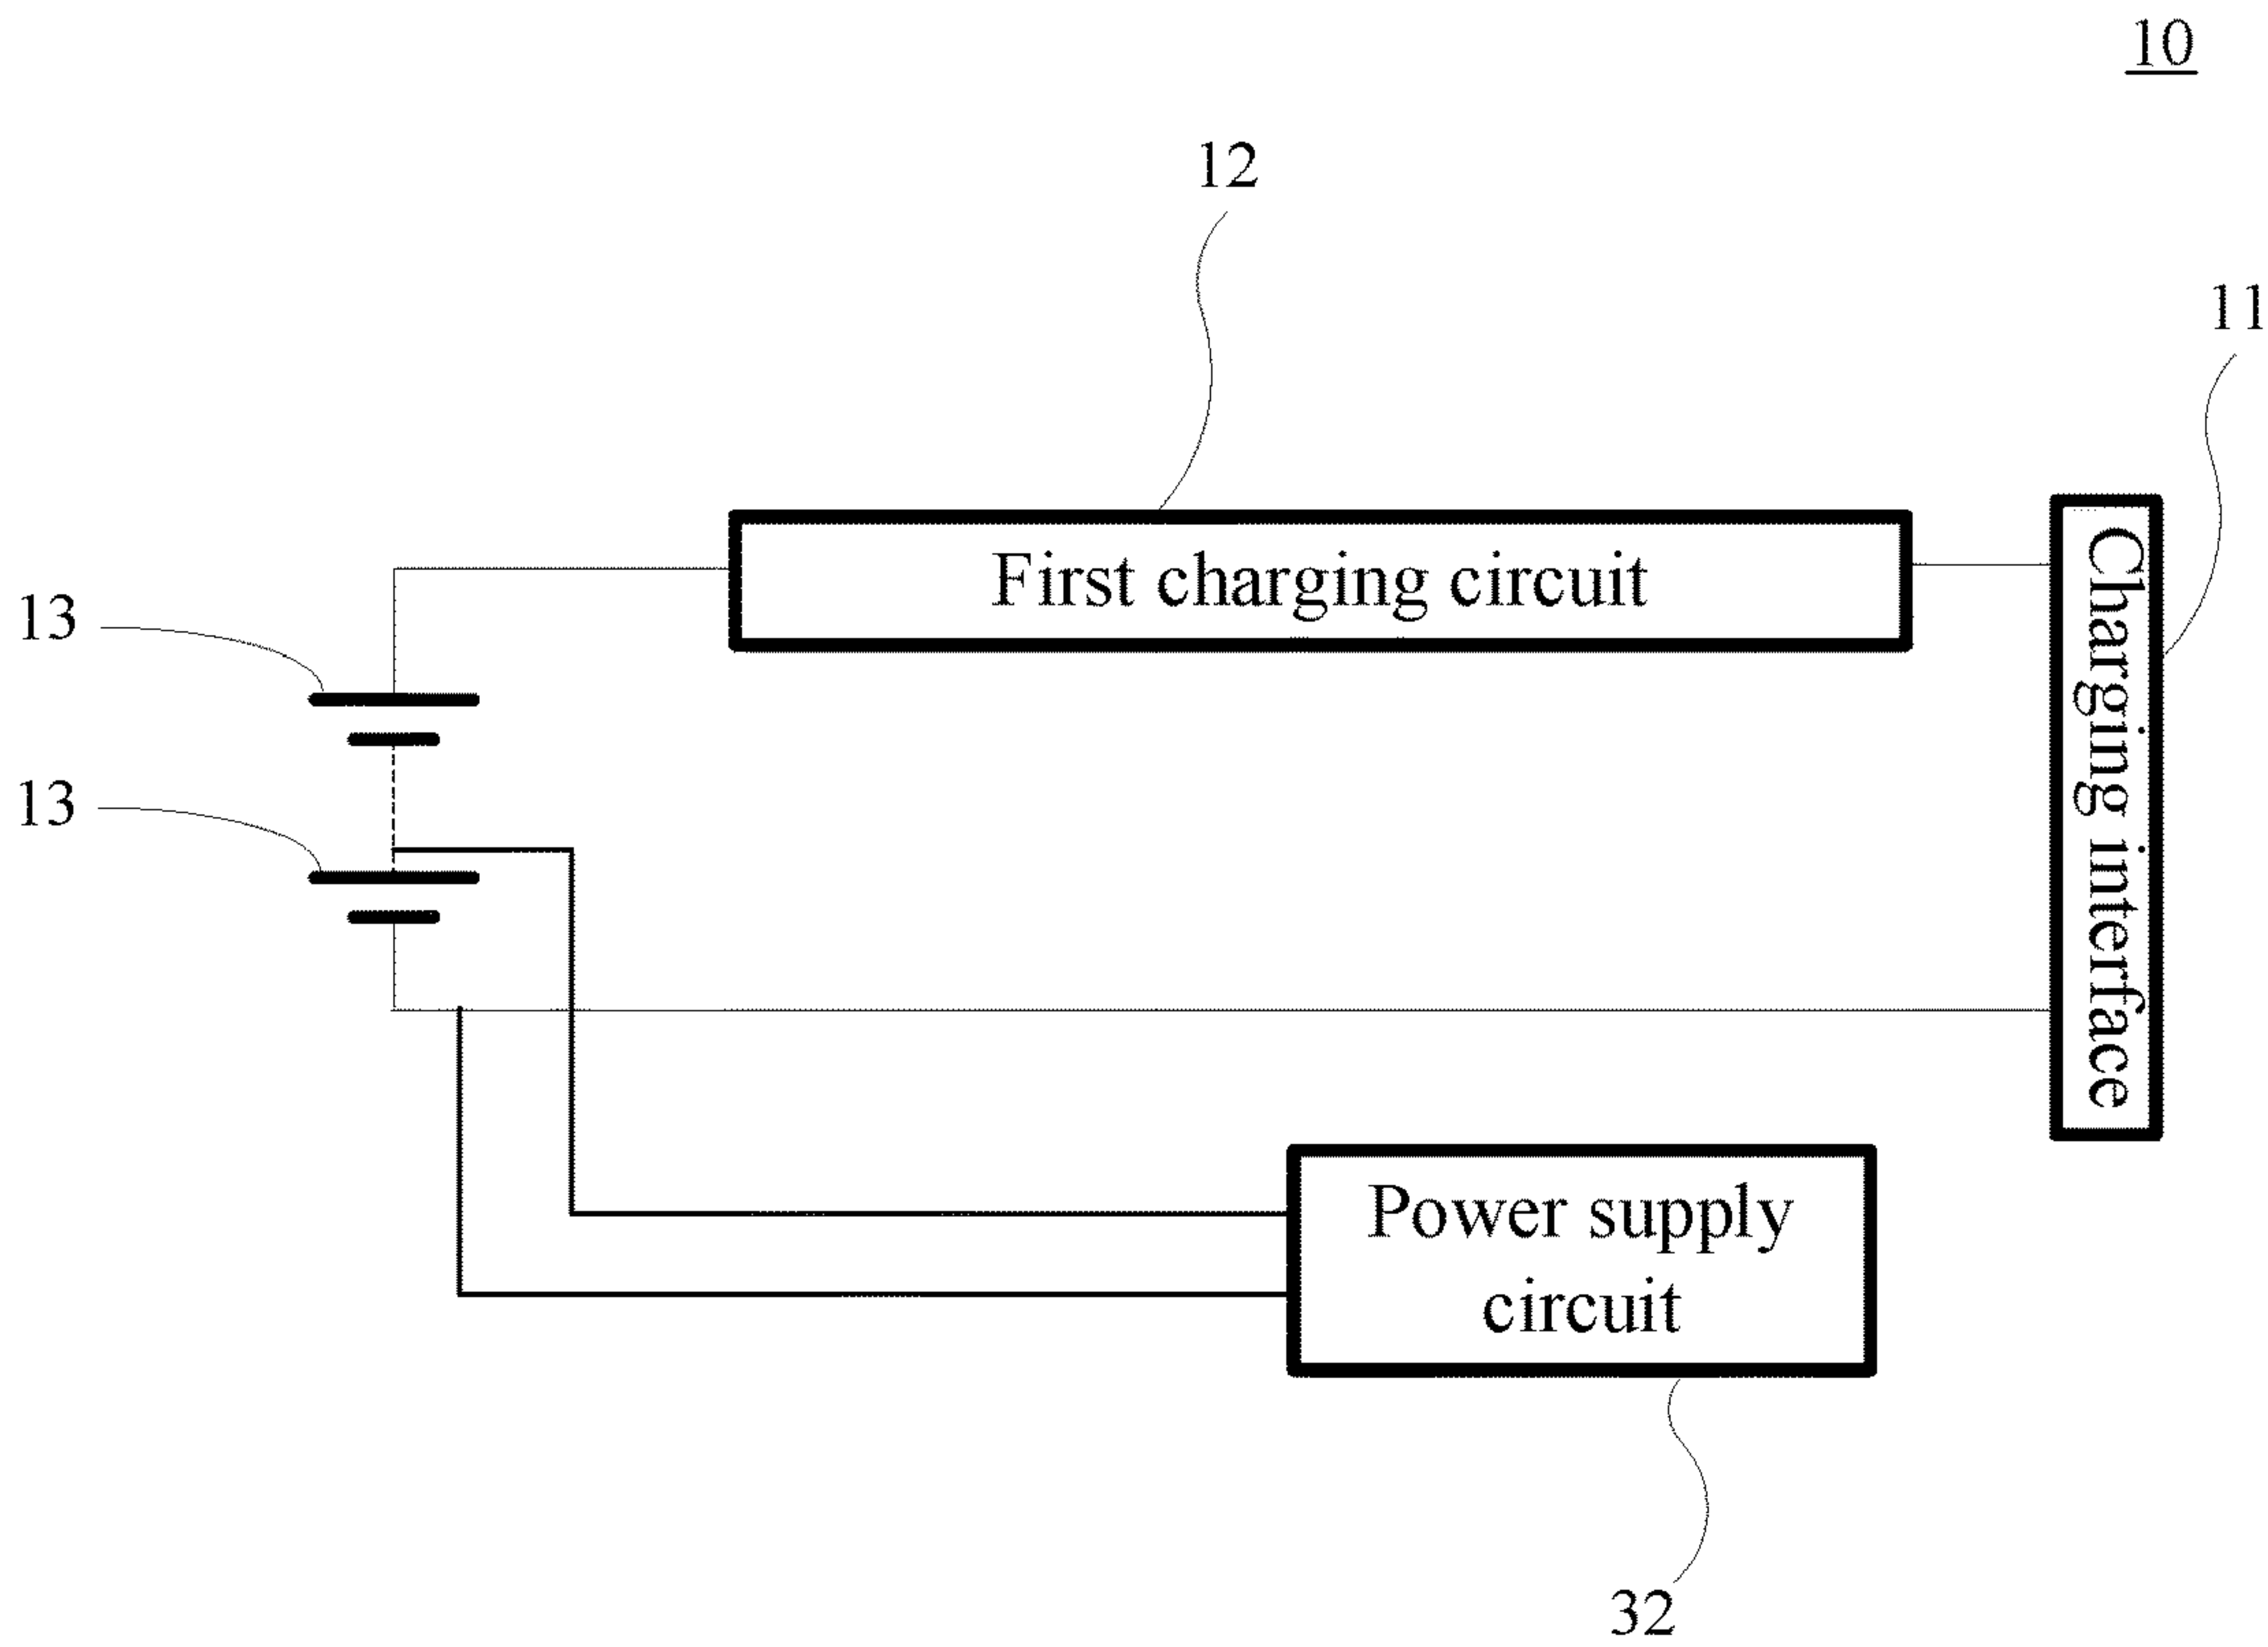 10
12
11
First charging circuit
Charging interface
13
13
Power supply
circuit
32